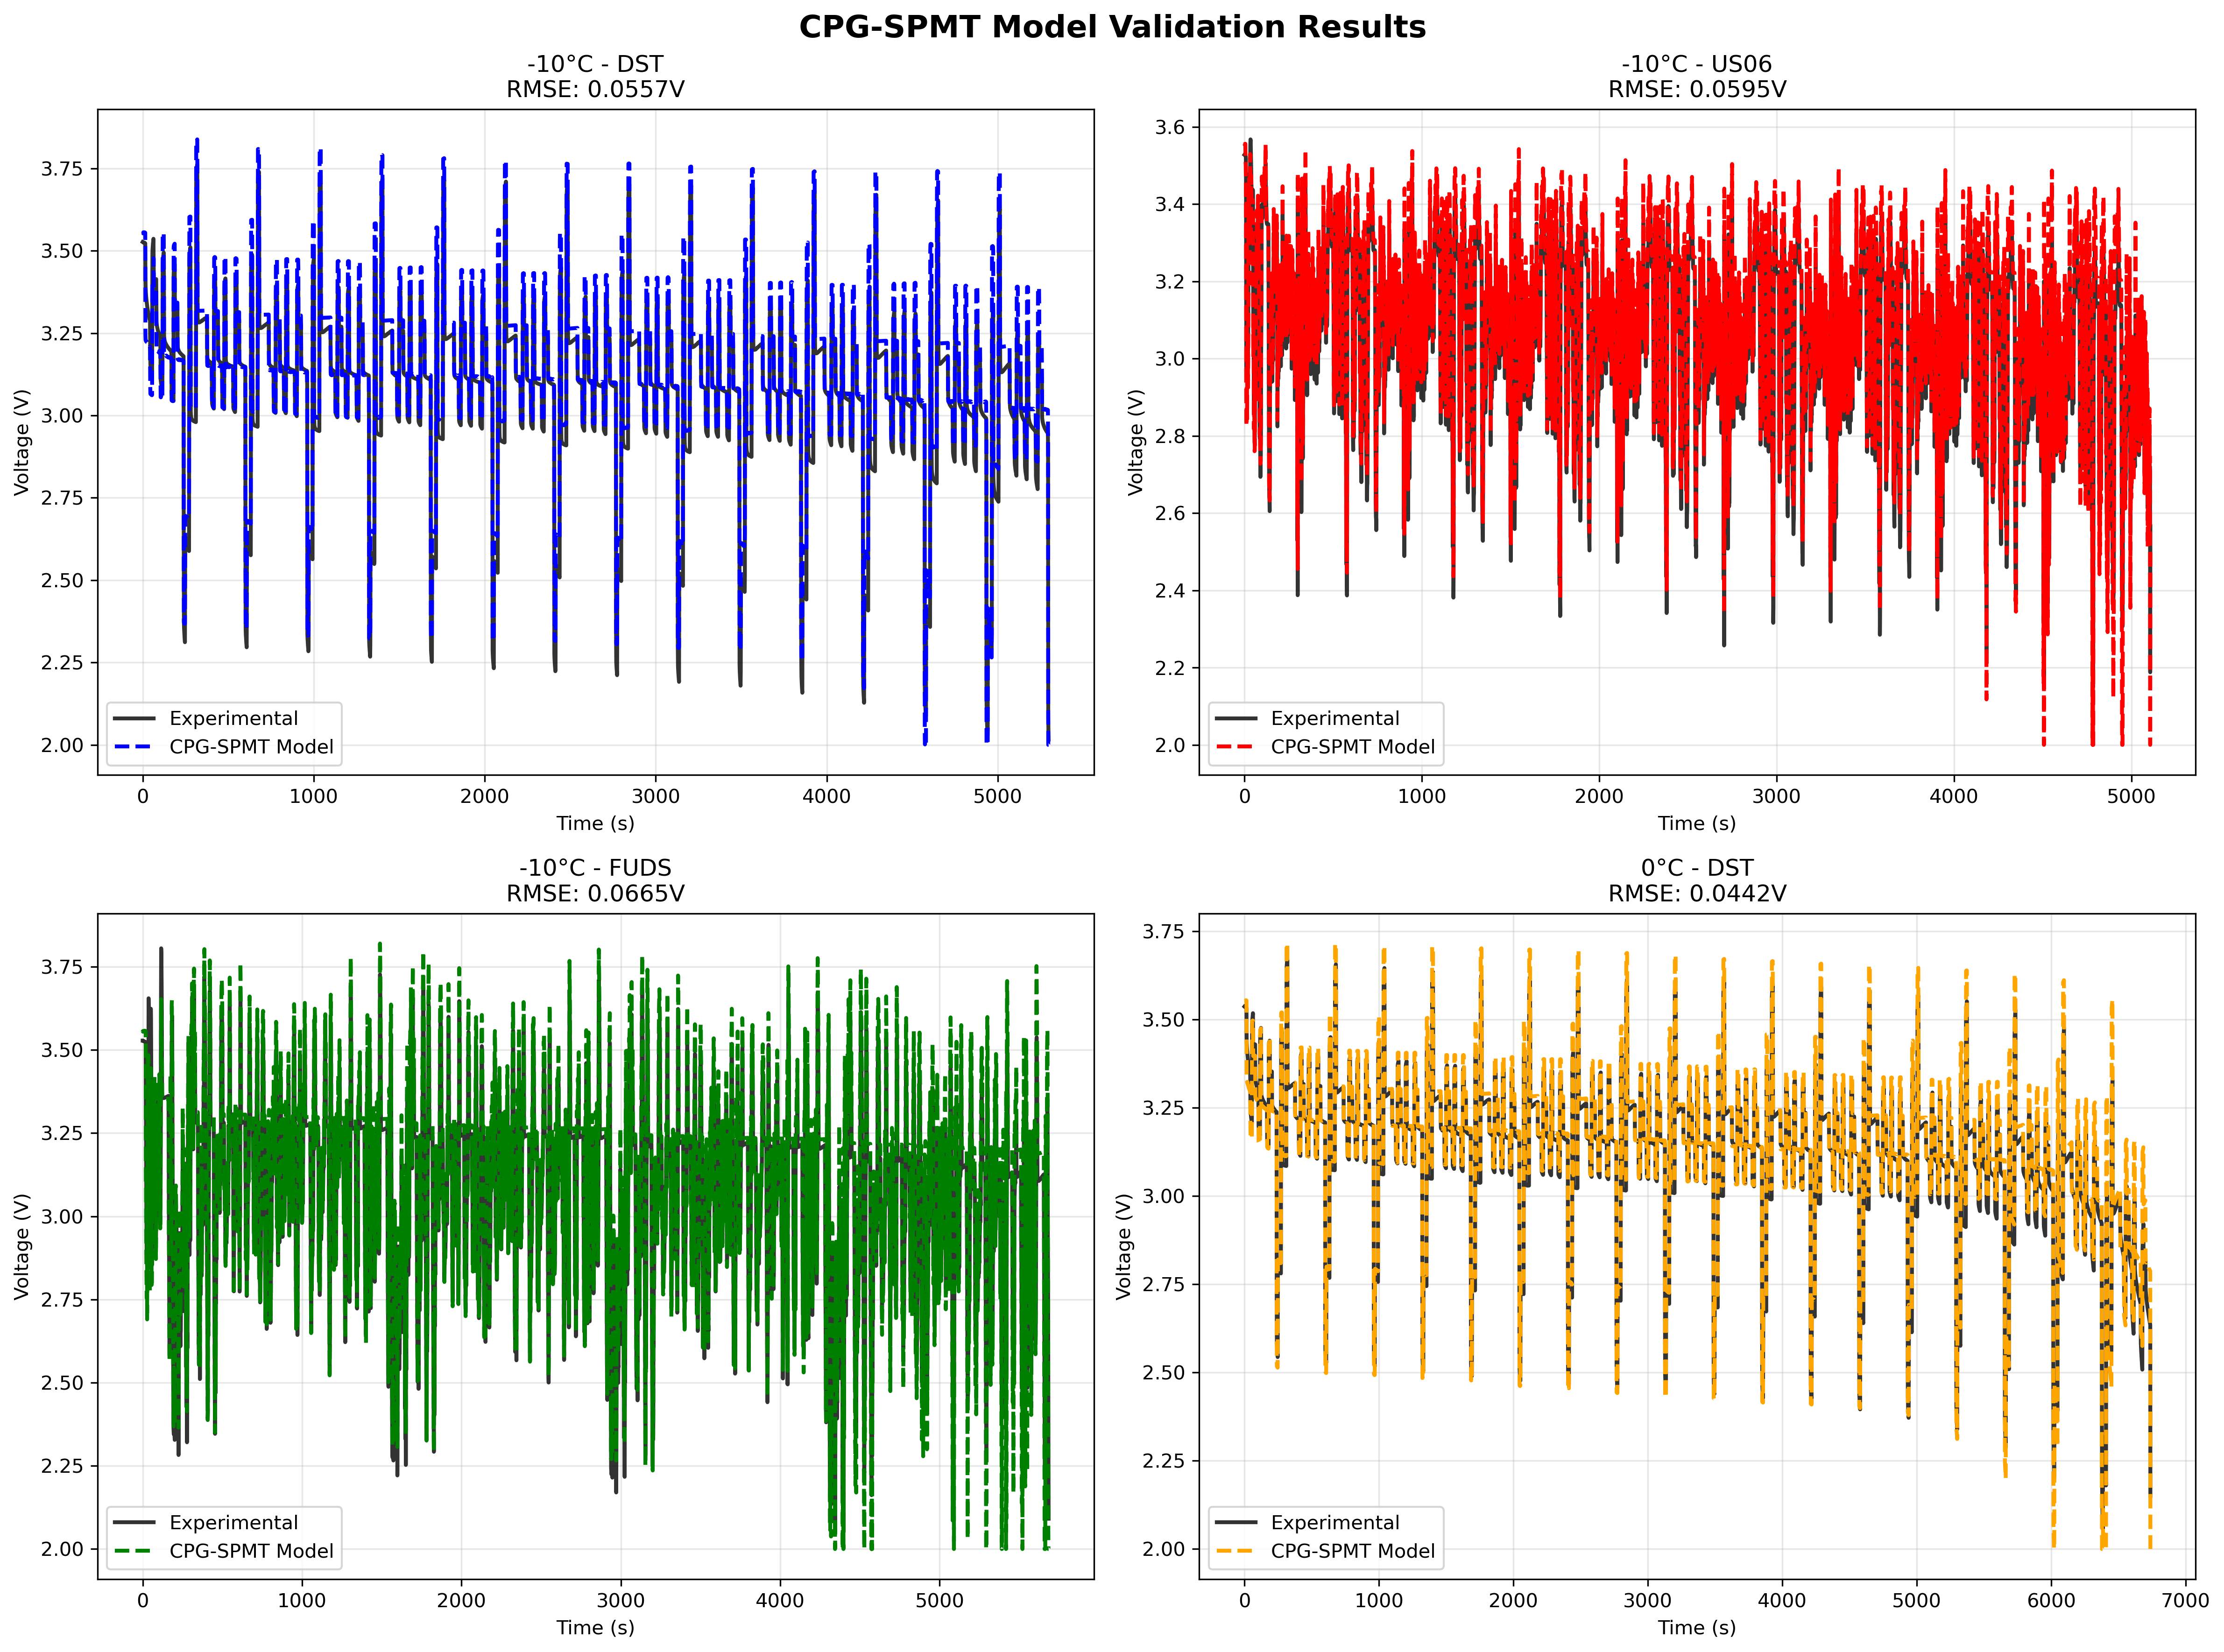 CPG-SPMT Model Validation Results
-10°C - DST
RMSE: 0.0557V
3.75
3.50
3.25
3.00
2.75
2.50
2.25
2.00
Voltage (V)
Experimental
CPG-SPMT Model
0 1000 2000 3000 4000 5000
Time (s)
-10°C - US06
RMSE: 0.0595V
3.6
3.4
3.2
3.0
2.8
2.6
2.4
2.2
2.0
Voltage (V)
Experimental
CPG-SPMT Model
0 1000 2000 3000 4000 5000
Time (s)
-10°C - FUDS
RMSE: 0.0665V
3.75
3.50
3.25
3.00
2.75
2.50
2.25
2.00
Voltage (V)
Experimental
CPG-SPMT Model
0 1000 2000 3000 4000 5000
Time (s)
0°C - DST
RMSE: 0.0442V
3.75
3.50
3.25
3.00
2.75
2.50
2.25
2.00
Voltage (V)
Experimental
CPG-SPMT Model
0 1000 2000 3000 4000 5000 6000 7000
Time (s)